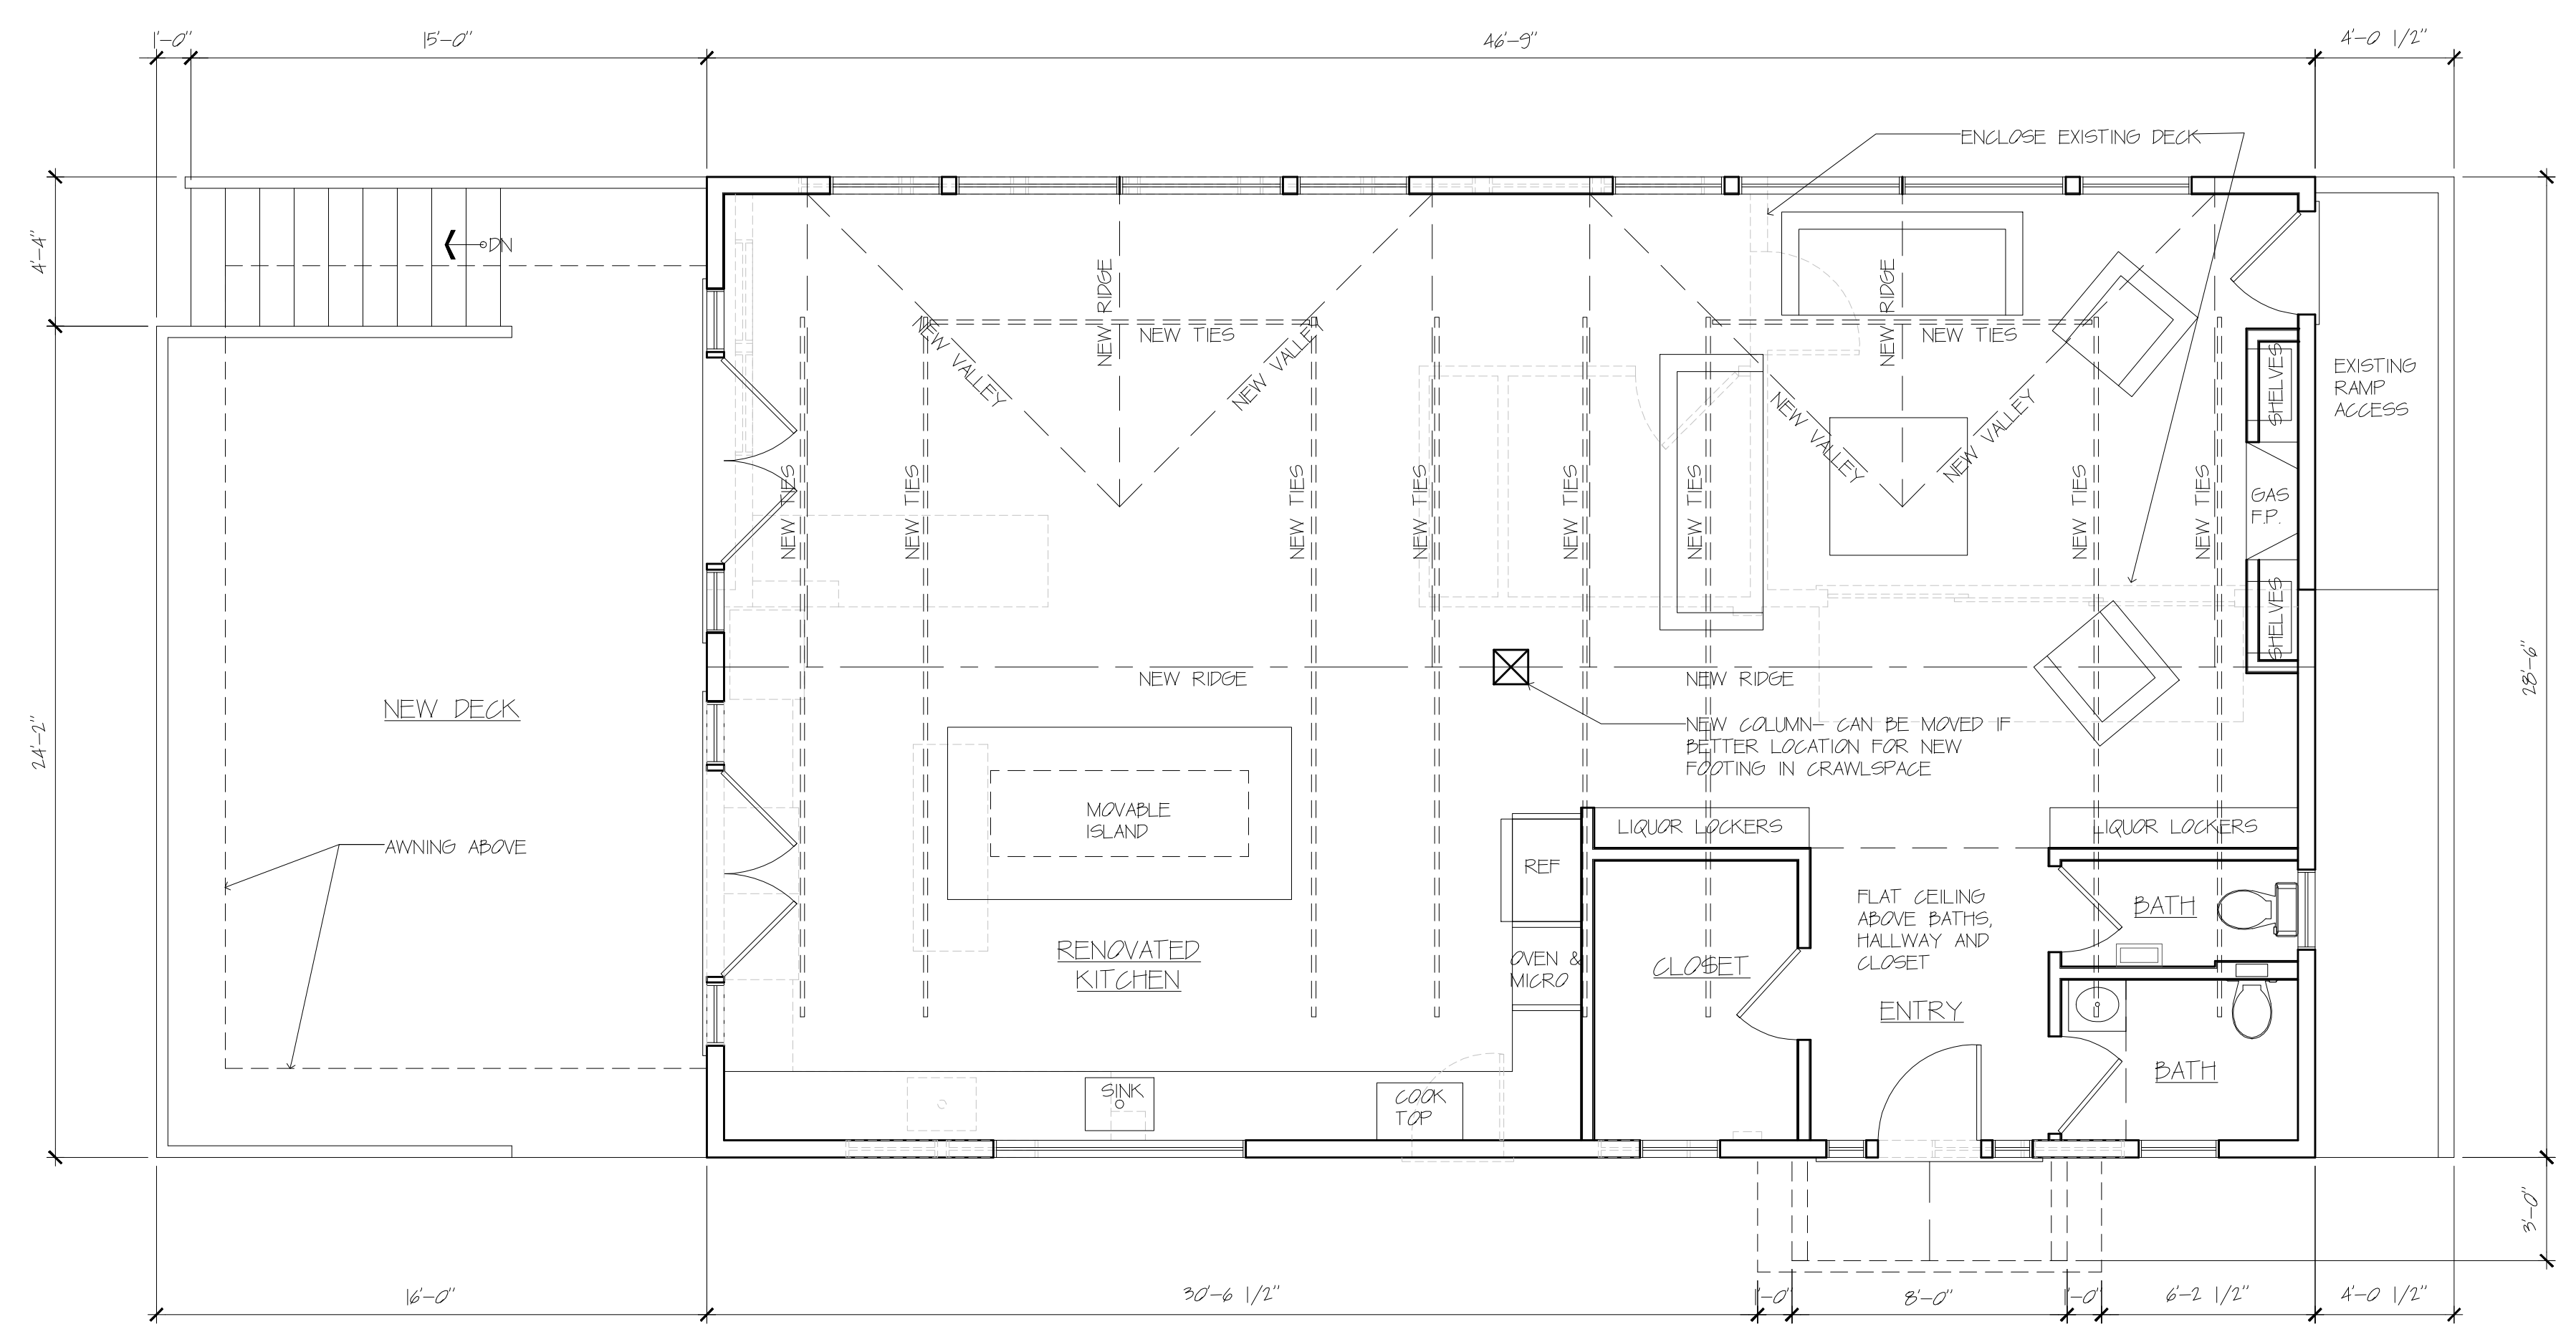 1'-0"
15'-0"
46'-9"
4'-0 1/2"
ENCLOSE EXISTING DECK
4'-4"
DN
NEW RIDGE
NEW RIDGE
NEW TIES
NEW TIES
NEW VALLEY
NEW VALLEY
NEW VALLEY
NEW VALLEY
SHELVES
EXISTING
RAMP
ACCESS
NEW TIES
NEW TIES
NEW TIES
NEW TIES
NEW TIES
NEW TIES
NEW TIES
NEW TIES
GAS
F.P.
SHELVES
28'-6"
NEW RIDGE
NEW RIDGE
NEW DECK
24'-2"
NEW COLUMN- CAN BE MOVED IF
BETTER LOCATION FOR NEW
FOOTING IN CRAWLSPACE
MOVABLE
ISLAND
LIQUOR LOCKERS
LIQUOR LOCKERS
AWNING ABOVE
REF
FLAT CEILING
ABOVE BATHS,
HALLWAY AND
CLOSET
BATH
RENOVATED
KITCHEN
OVEN &
MICRO
CLOSET
ENTRY
BATH
SINK
COOK
TOP
3'-0"
16'-0"
30'-6 1/2"
1'-0"
8'-0"
1'-0"
6'-2 1/2"
4'-0 1/2"